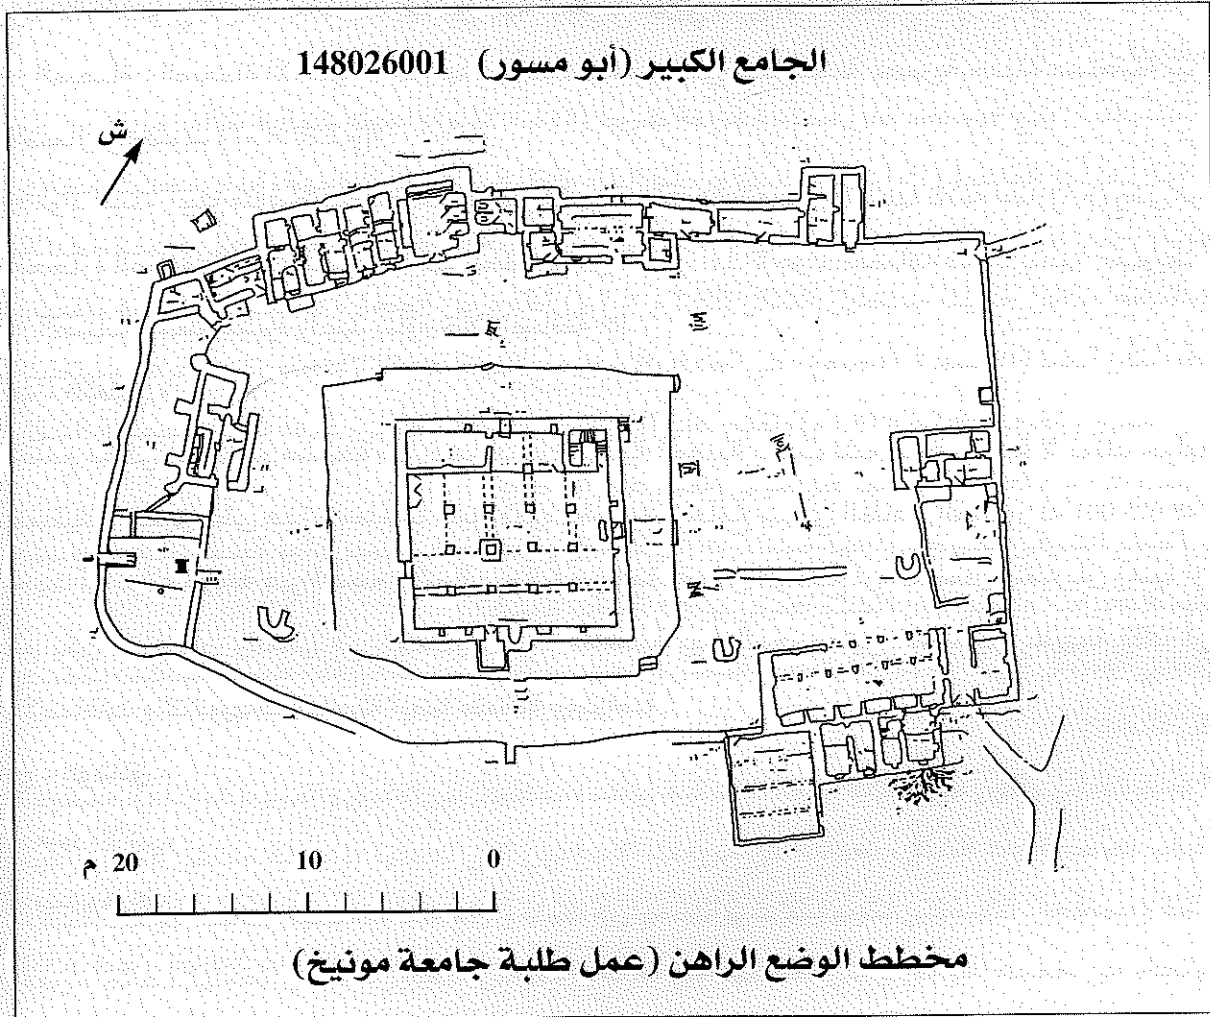 الجامع الكبير (أبو مسور) 148026001
ش
م 20 10 0
مخطط الوضع الراهن (عمل طلبة جامعة مونيخ)